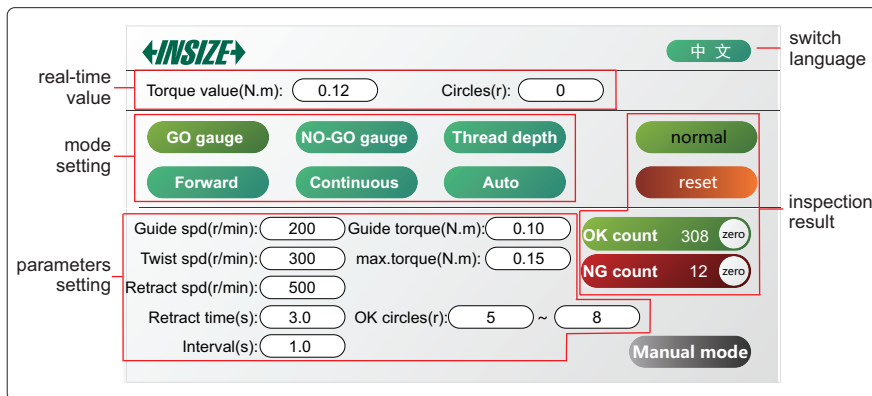 INSIZE
中 文
switch language
real-time value
Torque value(N.m): 0.12 Circles(r): 0
mode setting
GO gauge NO-GO gauge Thread depth normal
Forward Continuous Auto reset
inspection result
parameters setting
Guide spd(r/min): 200 Guide torque(N.m): 0.10 OK count 308 zero
Twist spd(r/min): 300 max.torque(N.m): 0.15 NG count 12 zero
Retract spd(r/min): 500
Retract time(s): 3.0 OK circles(r): 5 ~ 8
Interval(s): 1.0 Manual mode